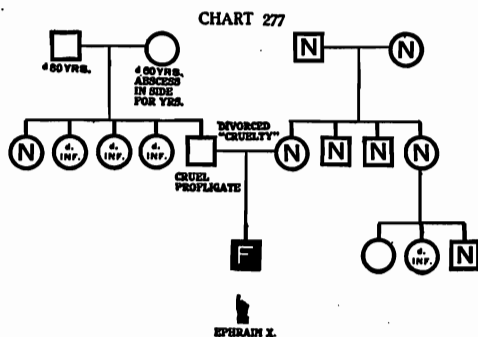 CHART 277
N N
d 60 YRS. d 60 YRS.
ABSCESS
IN SIDE
FOR YRS.
DIVORCED
"CRUELTY"
N d. INF. d. INF. d. INF. N N N N
CRUEL
PROFLIGATE
F
d. INF. N
EPHRAIM X.